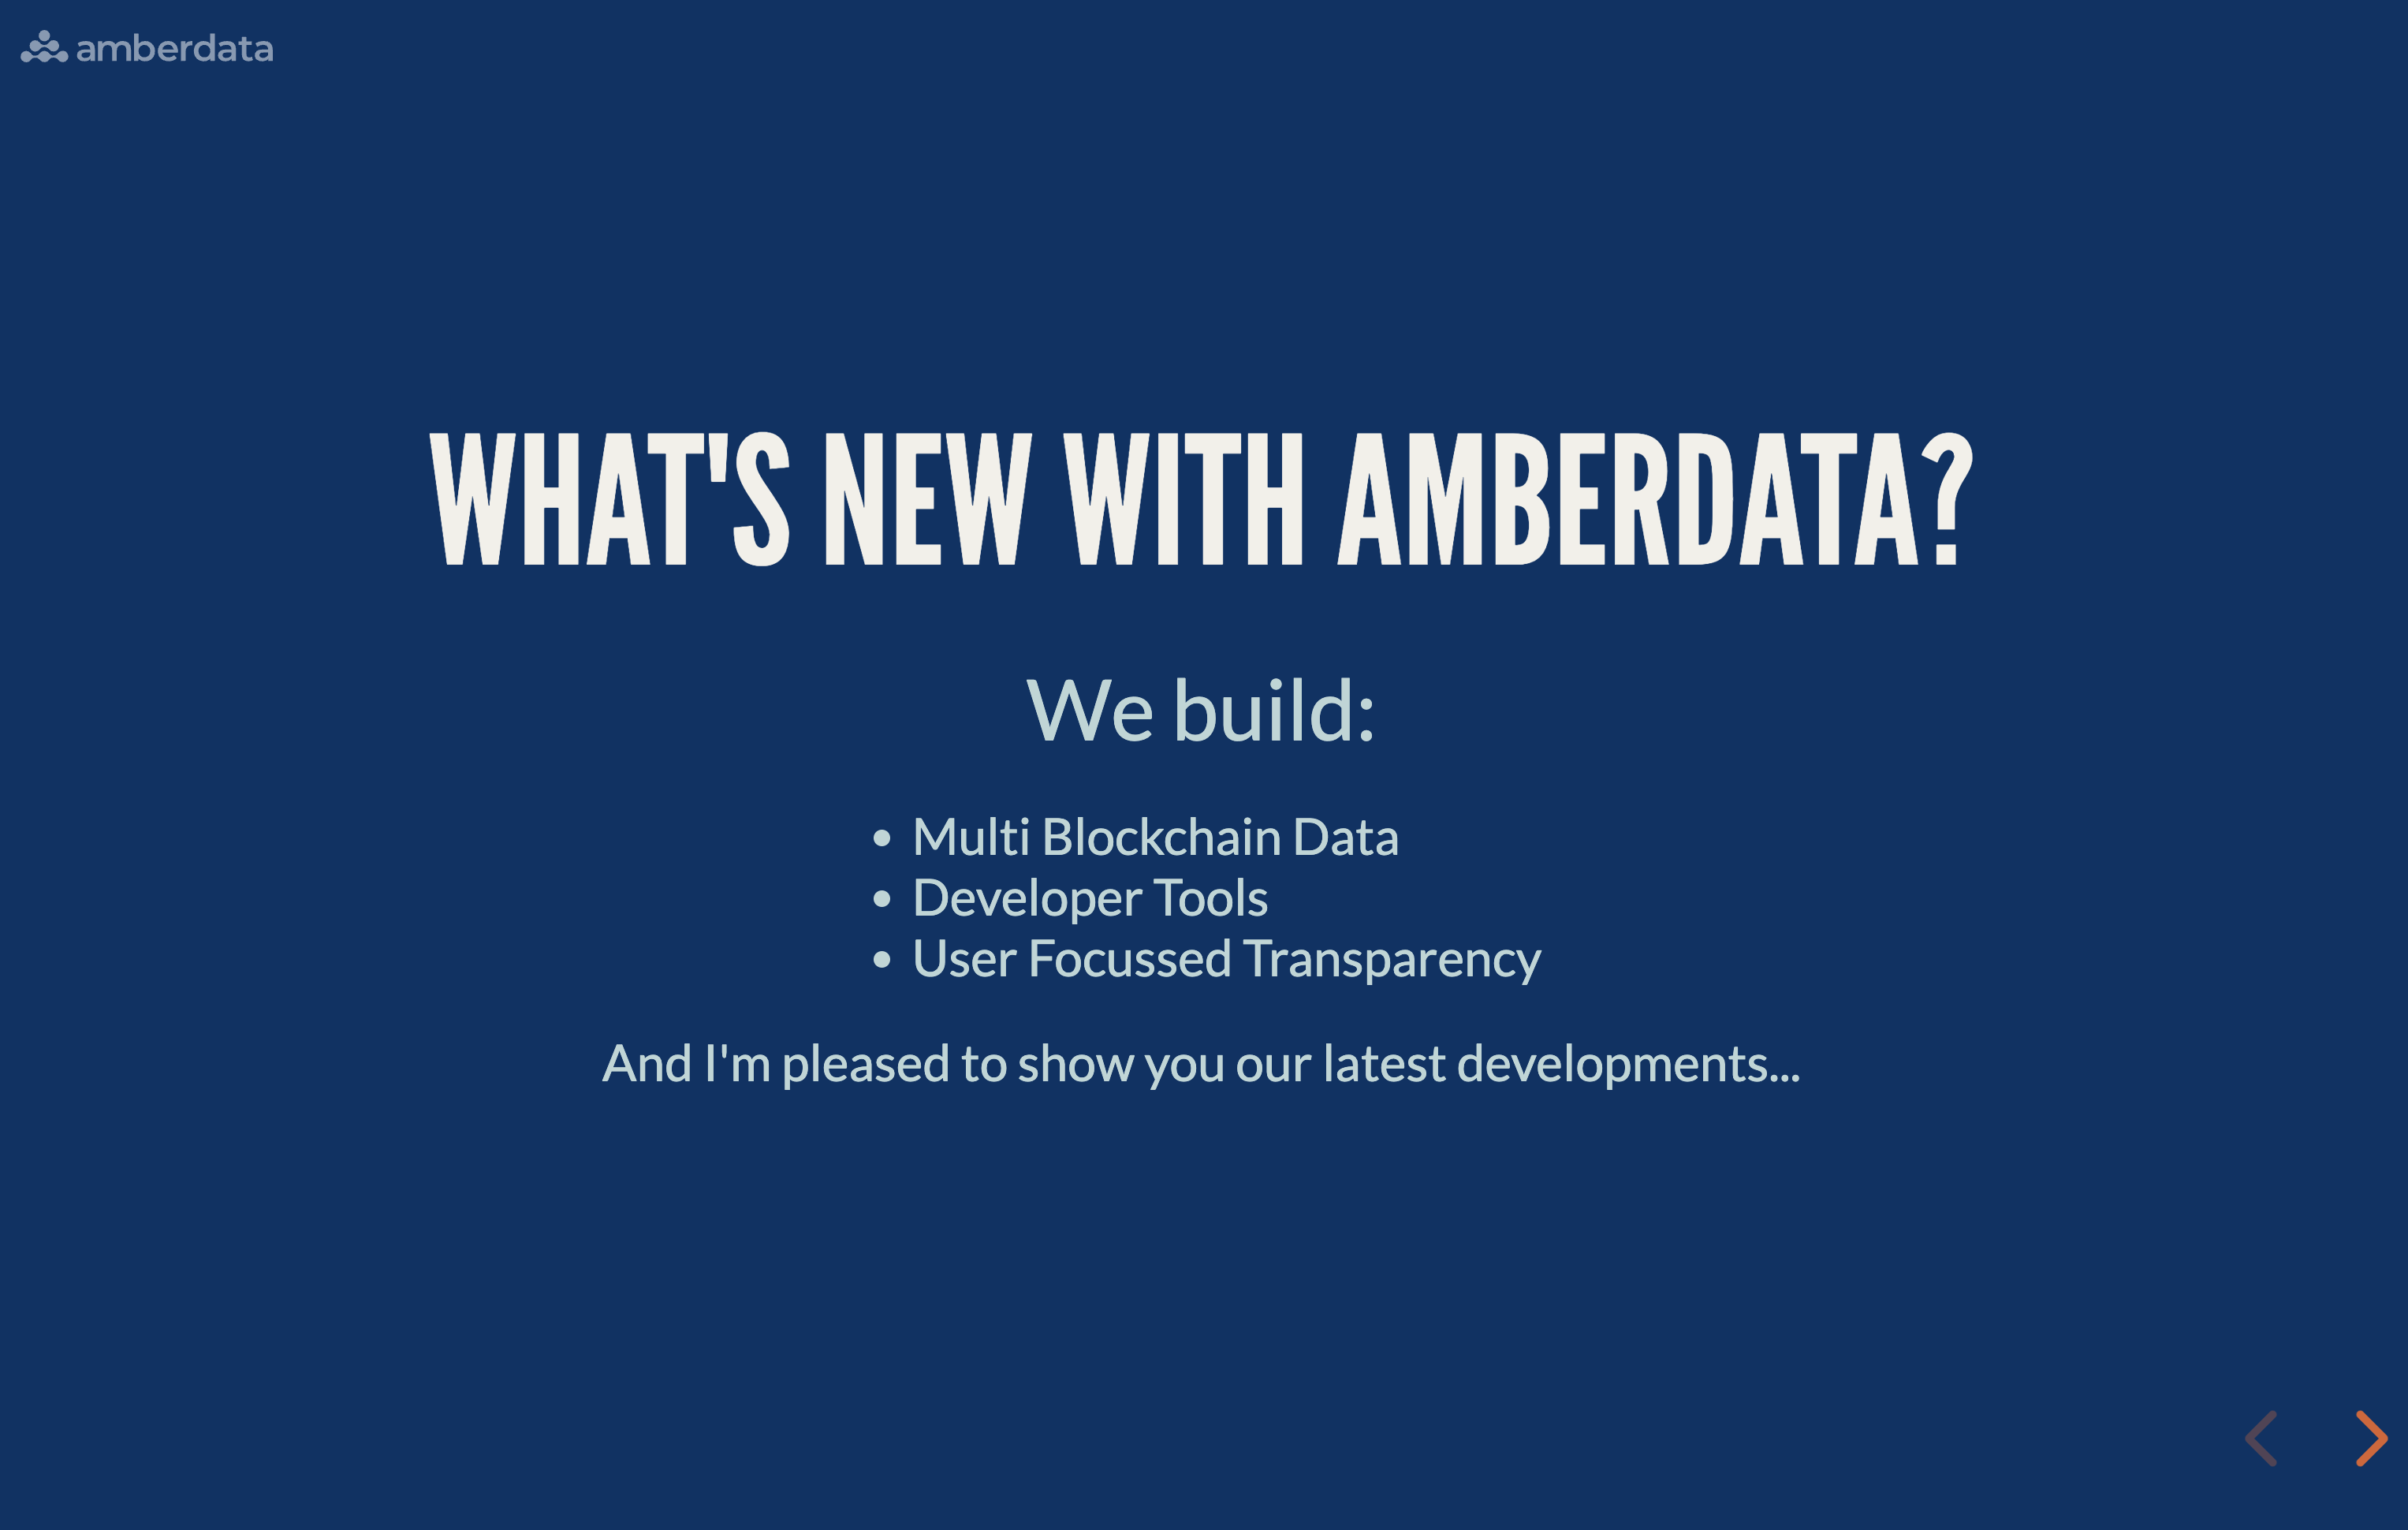 amberdata
WHAT'S NEW WITH AMBERDATA?
We build:
• Multi Blockchain Data
• Developer Tools
• User Focussed Transparency
And I'm pleased to show you our latest developments...